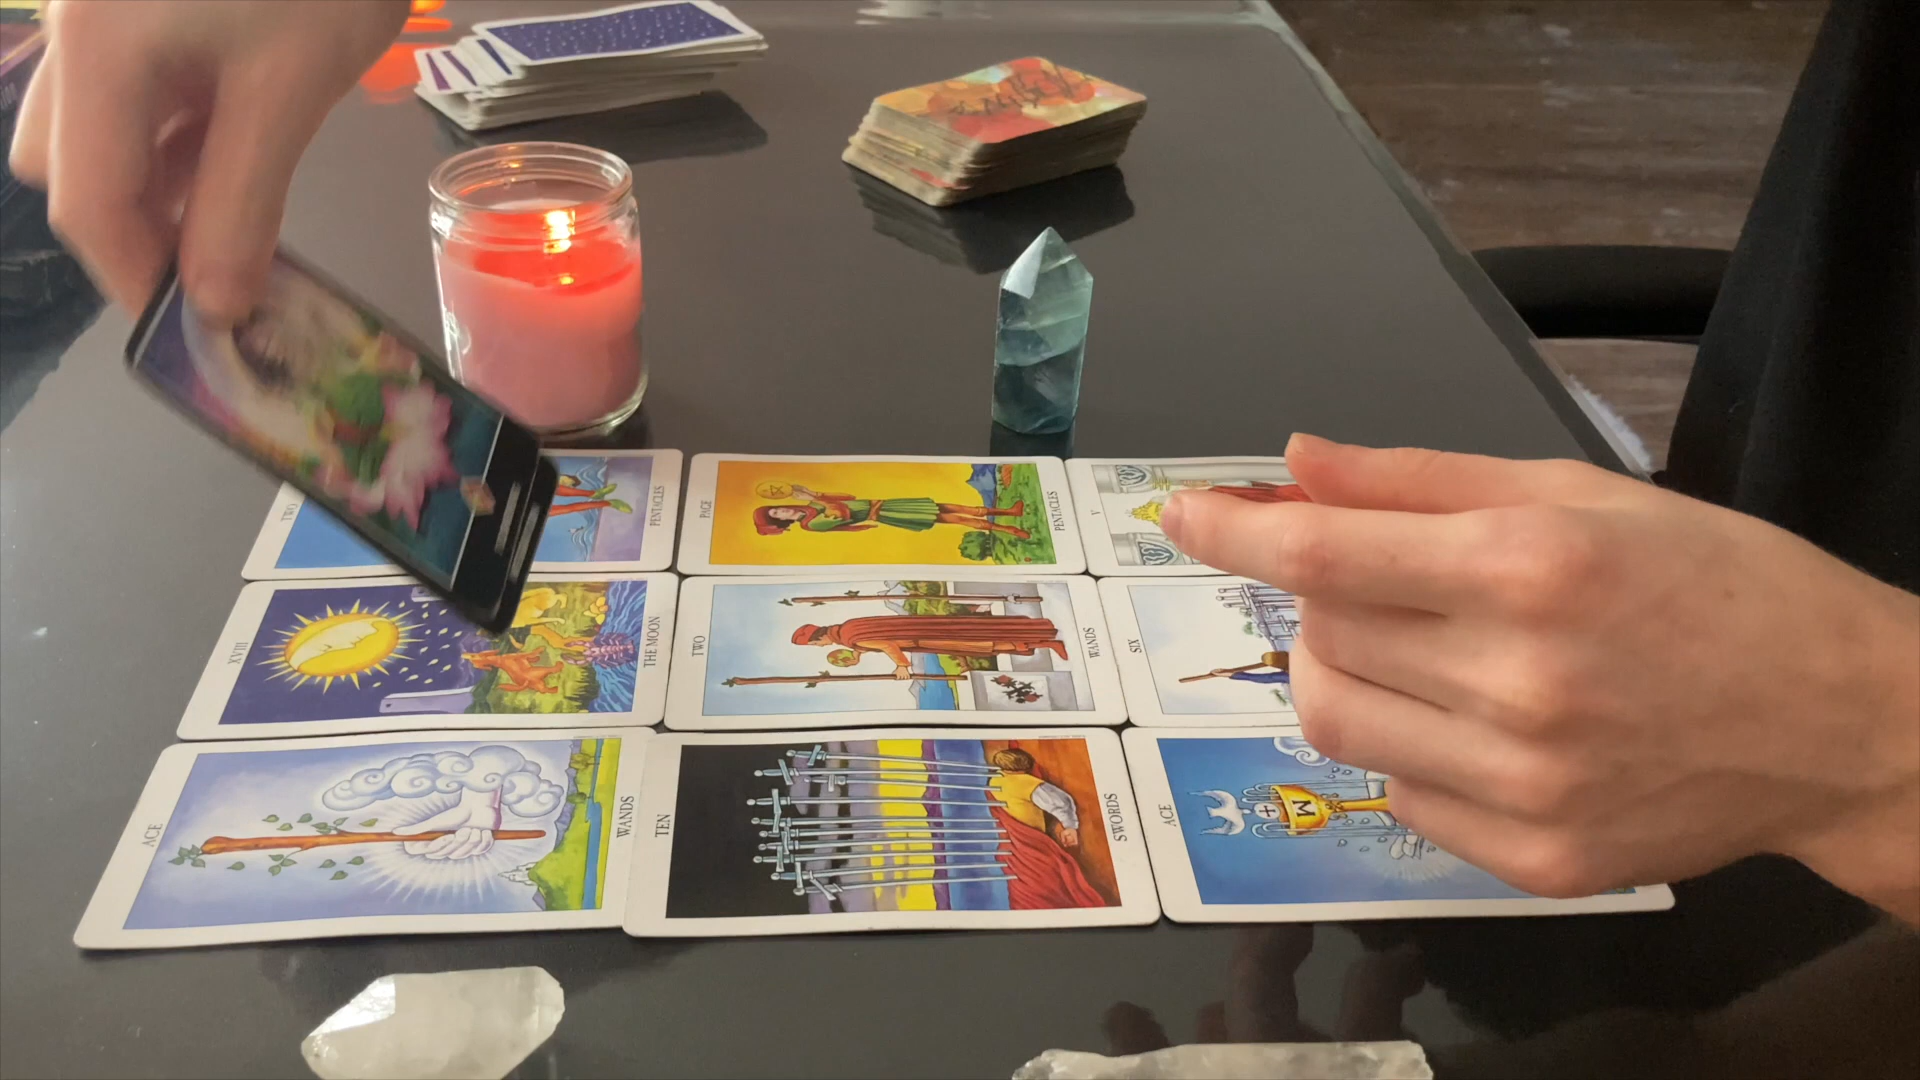 TWO
PENTACLES
PAGE
PENTACLES
V
XVIII
THE MOON
TWO
WANDS
SIX
ACE
WANDS
TEN
SWORDS
ACE
M